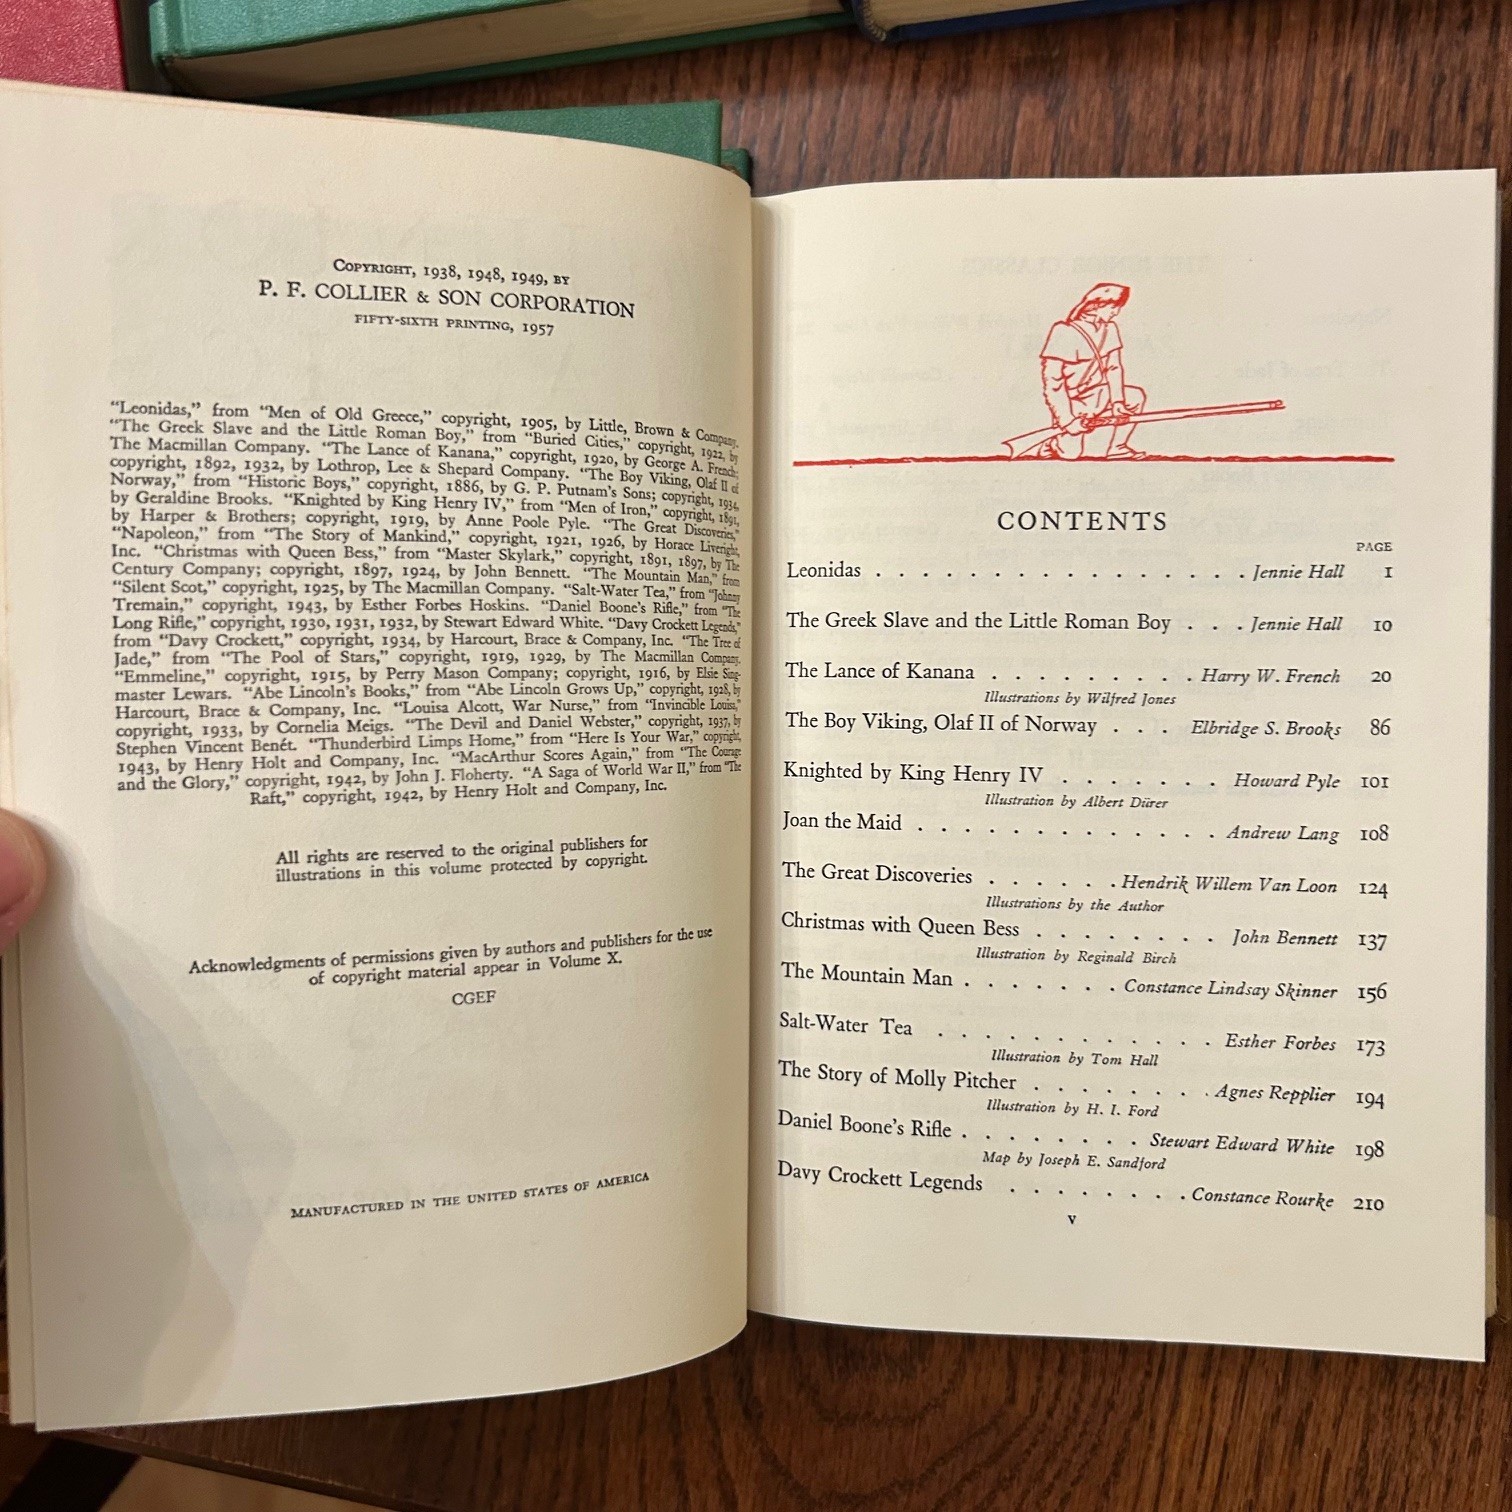 COPYRIGHT, 1938, 1948, 1949, BY
P. F. COLLIER & SON CORPORATION
FIFTY-SIXTH PRINTING, 1957
"Leonidas," from "Men of Old Greece," copyright, 1905, by Little, Brown & Company.
"The Greek Slave and the Little Roman Boy," from "Buried Cities," copyright, 1922, by
The Macmillan Company. "The Lance of Kanana," copyright, 1920, by George A. French;
copyright, 1892, 1932, by Lothrop, Lee & Shepard Company. "The Boy Viking, Olaf II of
Norway," from "Historic Boys," copyright, 1886, by G. P. Putnam's Sons; copyright, 1934,
by Geraldine Brooks. "Knighted by King Henry IV," from "Men of Iron," copyright, 1891,
by Harper & Brothers; copyright, 1919, by Anne Poole Pyle. "The Great Discoveries,"
"Napoleon," from "The Story of Mankind," copyright, 1921, 1926, by Horace Liveright,
Inc. "Christmas with Queen Bess," from "Master Skylark," copyright, 1891, 1897, by The
Century Company; copyright, 1897, 1924, by John Bennett. "The Mountain Man," from
"Silent Scot," copyright, 1925, by The Macmillan Company. "Salt-Water Tea," from "Johnny
Tremain," copyright, 1943, by Esther Forbes Hoskins. "Daniel Boone's Rifle," from "The
Long Rifle," copyright, 1930, 1931, 1932, by Stewart Edward White. "Davy Crockett Legends,"
from "Davy Crockett," copyright, 1934, by Harcourt, Brace & Company, Inc. "The Tree of
Jade," from "The Pool of Stars," copyright, 1919, 1929, by The Macmillan Company.
"Emmeline," copyright, 1915, by Perry Mason Company; copyright, 1916, by Elsie Sing-
master Lewars. "Abe Lincoln's Books," from "Abe Lincoln Grows Up," copyright, 1928, by
Harcourt, Brace & Company, Inc. "Louisa Alcott, War Nurse," from "Invincible Louisa,"
copyright, 1933, by Cornelia Meigs. "The Devil and Daniel Webster," copyright, 1937, by
Stephen Vincent Benét. "Thunderbird Limps Home," from "Here Is Your War," copyright,
1943, by Henry Holt and Company, Inc. "MacArthur Scores Again," from "The Courage
and the Glory," copyright, 1942, by John J. Floherty. "A Saga of World War II," from "The
Raft," copyright, 1942, by Henry Holt and Company, Inc.
All rights are reserved to the original publishers for
illustrations in this volume protected by copyright.
Acknowledgments of permissions given by authors and publishers for the use
of copyright material appear in Volume X.
CGEF
MANUFACTURED IN THE UNITED STATES OF AMERICA
CONTENTS
PAGE
Leonidas . . . . . . . . . . . . . . . . Jennie Hall 1
The Greek Slave and the Little Roman Boy . . . Jennie Hall 10
The Lance of Kanana . . . . . . . . . Harry W. French 20
Illustrations by Wilfred Jones
The Boy Viking, Olaf II of Norway . . . Elbridge S. Brooks 86
Knighted by King Henry IV . . . . . . Howard Pyle 101
Illustration by Albert Dürer
Joan the Maid . . . . . . . . . . . . . Andrew Lang 108
The Great Discoveries . . . . . . Hendrik Willem Van Loon 124
Illustrations by the Author
Christmas with Queen Bess . . . . . . . . John Bennett 137
Illustration by Reginald Birch
The Mountain Man . . . . . . . Constance Lindsay Skinner 156
Salt-Water Tea . . . . . . . . . . . Esther Forbes 173
Illustration by Tom Hall
The Story of Molly Pitcher . . . . . . . Agnes Repplier 194
Illustration by H. I. Ford
Daniel Boone's Rifle . . . . . . . . Stewart Edward White 198
Map by Joseph E. Sandford
Davy Crockett Legends . . . . . . . . Constance Rourke 210
v